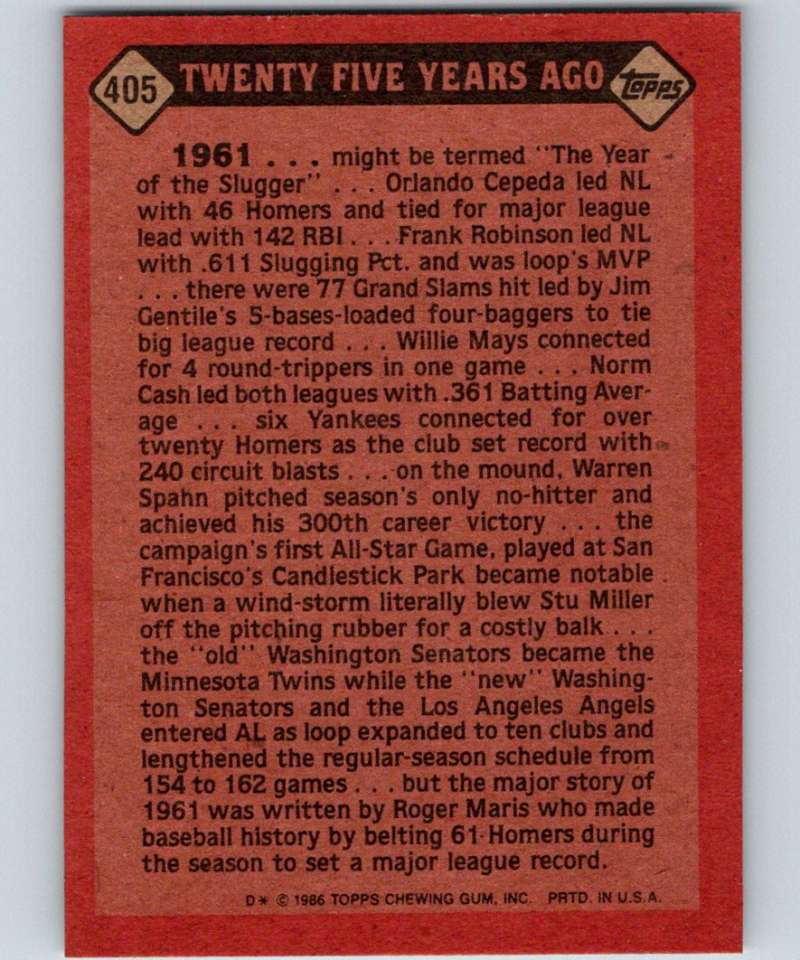 405 TWENTY FIVE YEARS AGO Topps
1961 . . . might be termed "The Year
of the Slugger" . . . Orlando Cepeda led NL
with 46 Homers and tied for major league
lead with 142 RBI . . . Frank Robinson led NL
with .611 Slugging Pct. and was loop's MVP
. . . there were 77 Grand Slams hit led by Jim
Gentile's 5-bases-loaded four-baggers to tie
big league record . . . Willie Mays connected
for 4 round-trippers in one game . . . Norm
Cash led both leagues with .361 Batting Aver-
age . . . six Yankees connected for over
twenty Homers as the club set record with
240 circuit blasts . . . on the mound, Warren
Spahn pitched season's only no-hitter and
achieved his 300th career victory . . . the
campaign's first All-Star Game, played at San
Francisco's Candlestick Park became notable
when a wind-storm literally blew Stu Miller
off the pitching rubber for a costly balk . . .
the "old" Washington Senators became the
Minnesota Twins while the "new" Washing-
ton Senators and the Los Angeles Angels
entered AL as loop expanded to ten clubs and
lengthened the regular-season schedule from
154 to 162 games . . . but the major story of
1961 was written by Roger Maris who made
baseball history by belting 61 Homers during
the season to set a major league record.
D* © 1986 TOPPS CHEWING GUM, INC. PRTD. IN U.S.A.